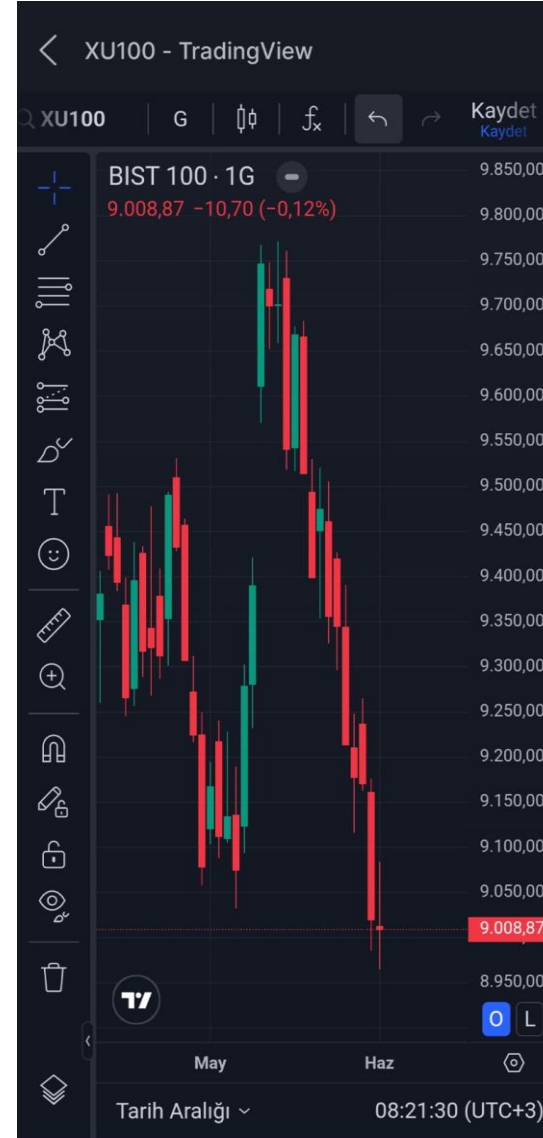 XU100 - TradingView
XU100 G Kaydet
Kaydet
BIST 100 · 1G
9.008,87 −10,70 (−0,12%)
9.850,00
9.800,00
9.750,00
9.700,00
9.650,00
9.600,00
9.550,00
9.500,00
9.450,00
9.400,00
9.350,00
9.300,00
9.250,00
9.200,00
9.150,00
9.100,00
9.050,00
9.008,87
8.950,00
O L
May Haz
Tarih Aralığı 08:21:30 (UTC+3)